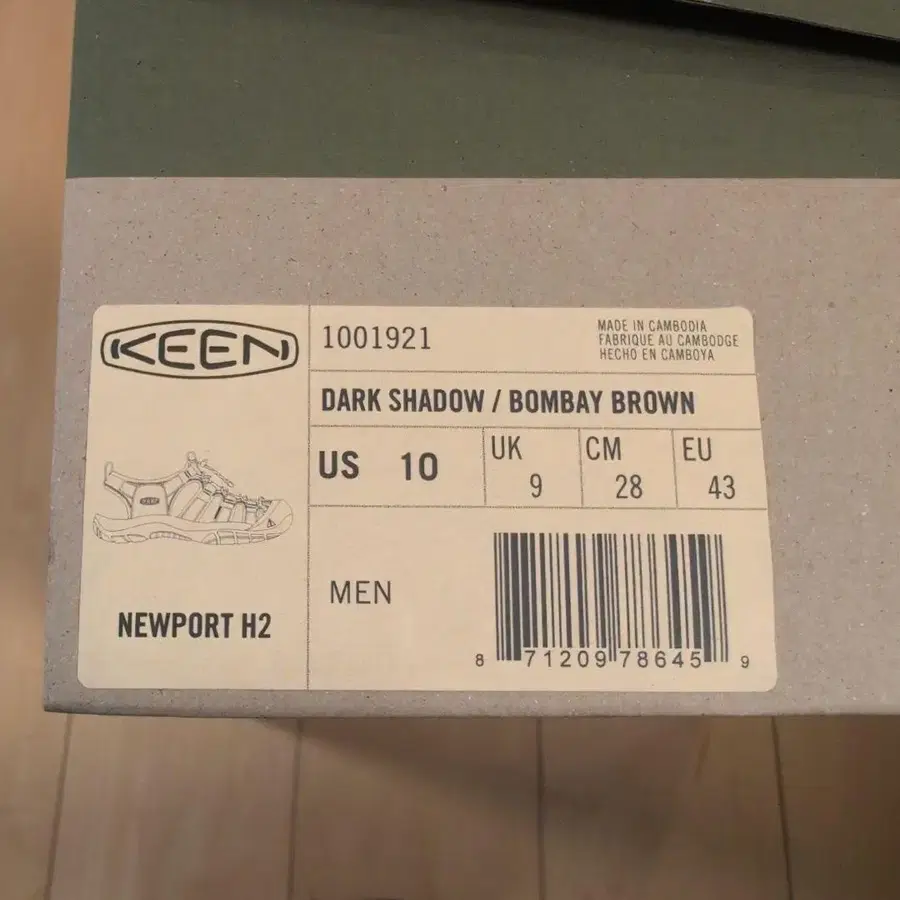 KEEN
1001921
MADE IN CAMBODIA
FABRIQUE AU CAMBODGE
HECHO EN CAMBOYA
DARK SHADOW / BOMBAY BROWN
US 10
UK 9
CM 28
EU 43
KEEN
NEWPORT H2
MEN
8 71209 78645 9